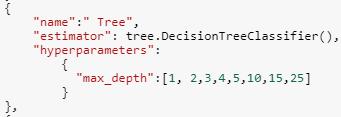 {
"name":" Tree",
"estimator": tree.DecisionTreeClassifier(),
"hyperparameters":
{
"max_depth":[1, 2,3,4,5,10,15,25]
}
},